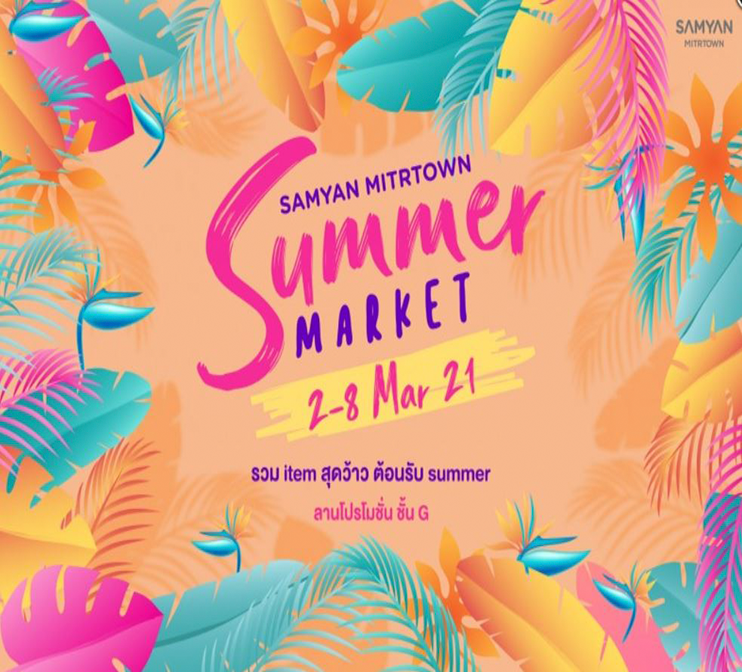 SAMYAN
MITRTOWN
SAMYAN MITRTOWN
Summer
MARKET
2-8 Mar 21
รวม item สุดว้าว ต้อนรับ summer
ลานโปรโมชั่น ชั้น G